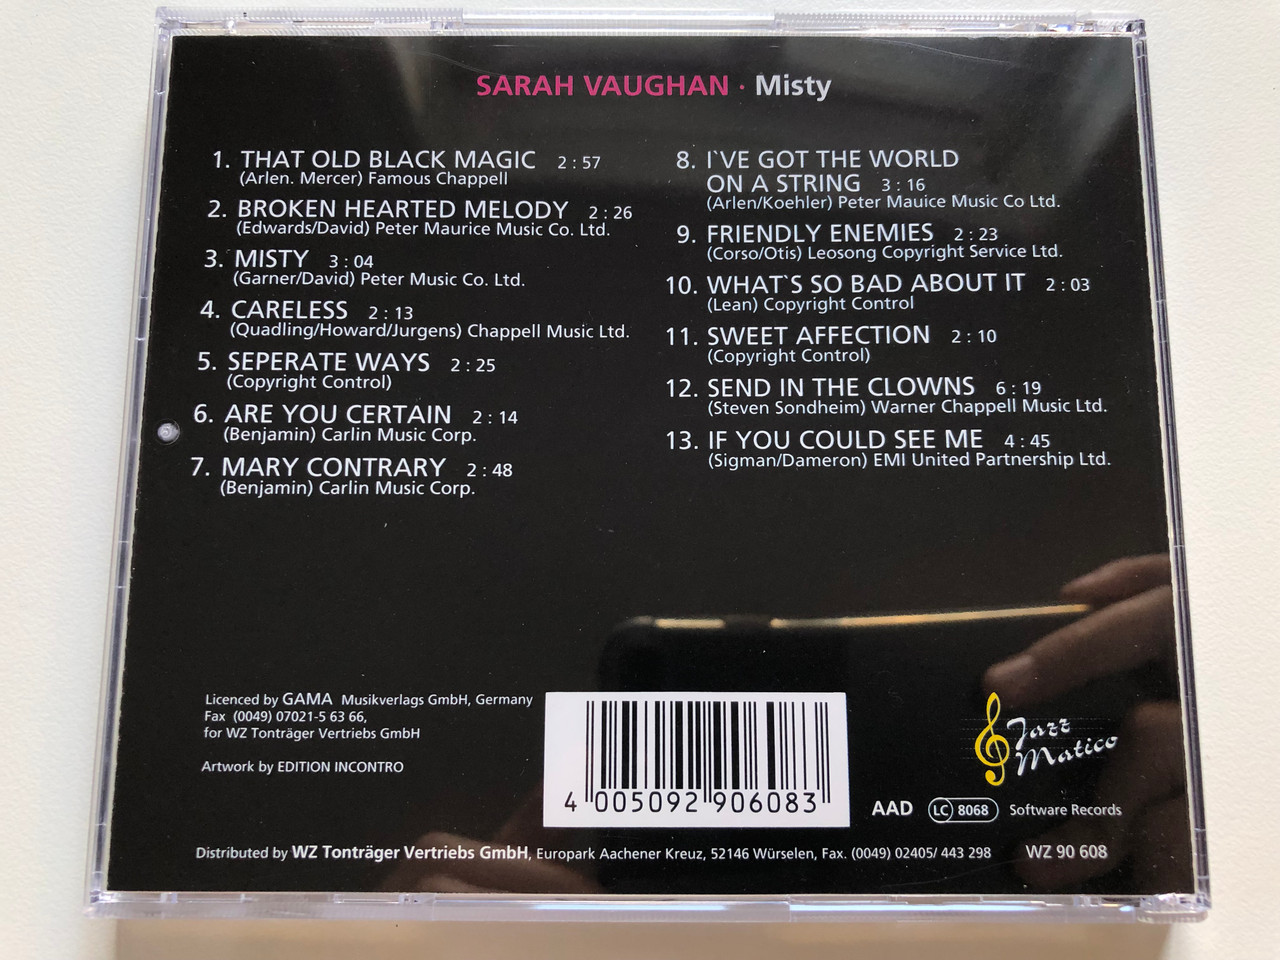 SARAH VAUGHAN · Misty
1. THAT OLD BLACK MAGIC 2 : 57
(Arlen. Mercer) Famous Chappell
2. BROKEN HEARTED MELODY 2 : 26
(Edwards/David) Peter Maurice Music Co. Ltd.
3. MISTY 3 : 04
(Garner/David) Peter Music Co. Ltd.
4. CARELESS 2 : 13
(Quadling/Howard/Jurgens) Chappell Music Ltd.
5. SEPERATE WAYS 2 : 25
(Copyright Control)
6. ARE YOU CERTAIN 2 : 14
(Benjamin) Carlin Music Corp.
7. MARY CONTRARY 2 : 48
(Benjamin) Carlin Music Corp.
8. I`VE GOT THE WORLD
ON A STRING 3 : 16
(Arlen/Koehler) Peter Mauice Music Co Ltd.
9. FRIENDLY ENEMIES 2 : 23
(Corso/Otis) Leosong Copyright Service Ltd.
10. WHAT`S SO BAD ABOUT IT 2 : 03
(Lean) Copyright Control
11. SWEET AFFECTION 2 : 10
(Copyright Control)
12. SEND IN THE CLOWNS 6 : 19
(Steven Sondheim) Warner Chappell Music Ltd.
13. IF YOU COULD SEE ME 4 : 45
(Sigman/Dameron) EMI United Partnership Ltd.
Licenced by GAMA Musikverlags GmbH, Germany
Fax (0049) 07021-5 63 66,
for WZ Tonträger Vertriebs GmbH
Artwork by EDITION INCONTRO
4 005092 906083
Jazz
Matico
AAD LC 8068 Software Records
Distributed by WZ Tonträger Vertriebs GmbH, Europark Aachener Kreuz, 52146 Würselen, Fax. (0049) 02405/ 443 298 WZ 90 608